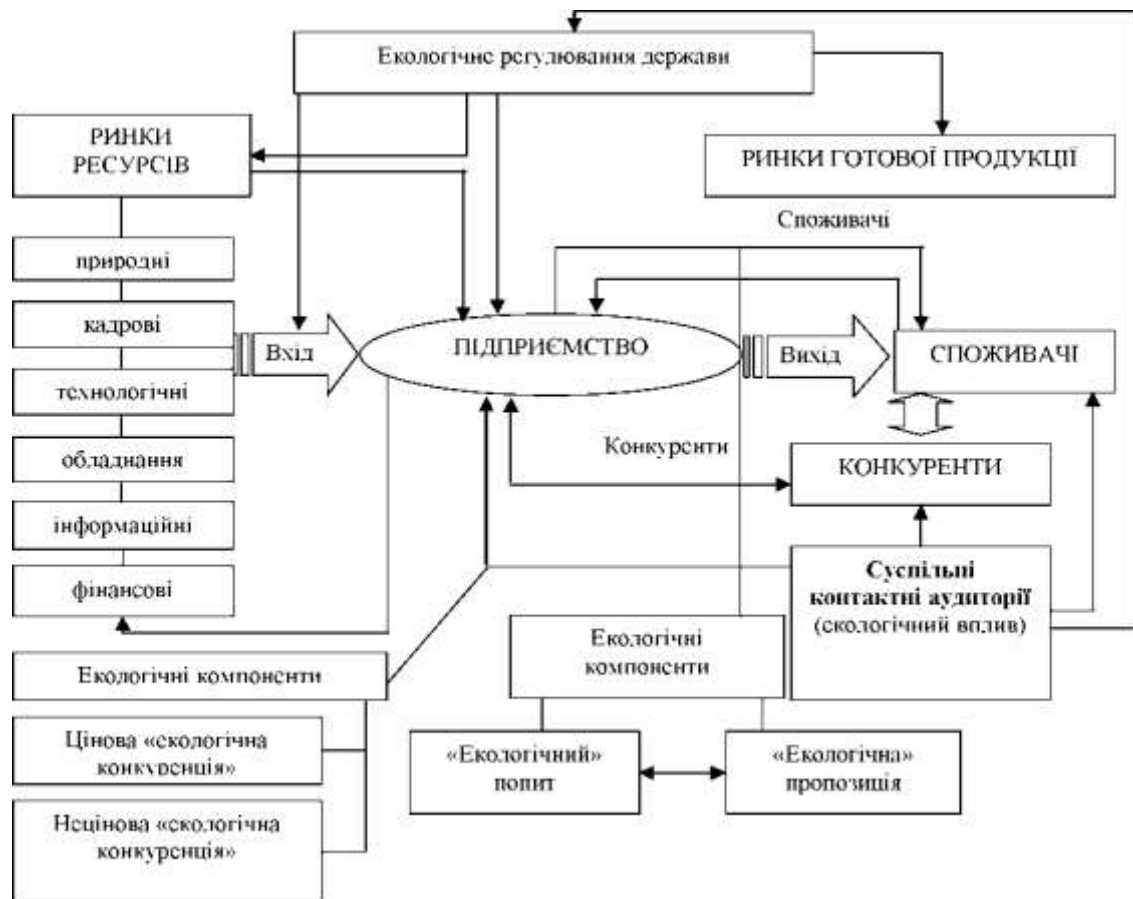 Екологічне регулювання держави
РИНКИ
РЕСУРСІВ
РИНКИ ГОТОВОЇ ПРОДУКЦІЇ
Споживачі
природні
кадрові
технологічні
обладнання
інформаційні
фінансові
Вхід
ПІДПРИЄМСТВО
Вихід
СПОЖИВАЧІ
Конкуренти
КОНКУРЕНТИ
Суспільні
контактні аудиторії
(екологічний вплив)
Екологічні компоненти
Цінова «екологічна
конкуренція»
Нецінова «екологічна
конкуренція»
Екологічні
компоненти
«Екологічний»
попит
«Екологічна»
пропозиція